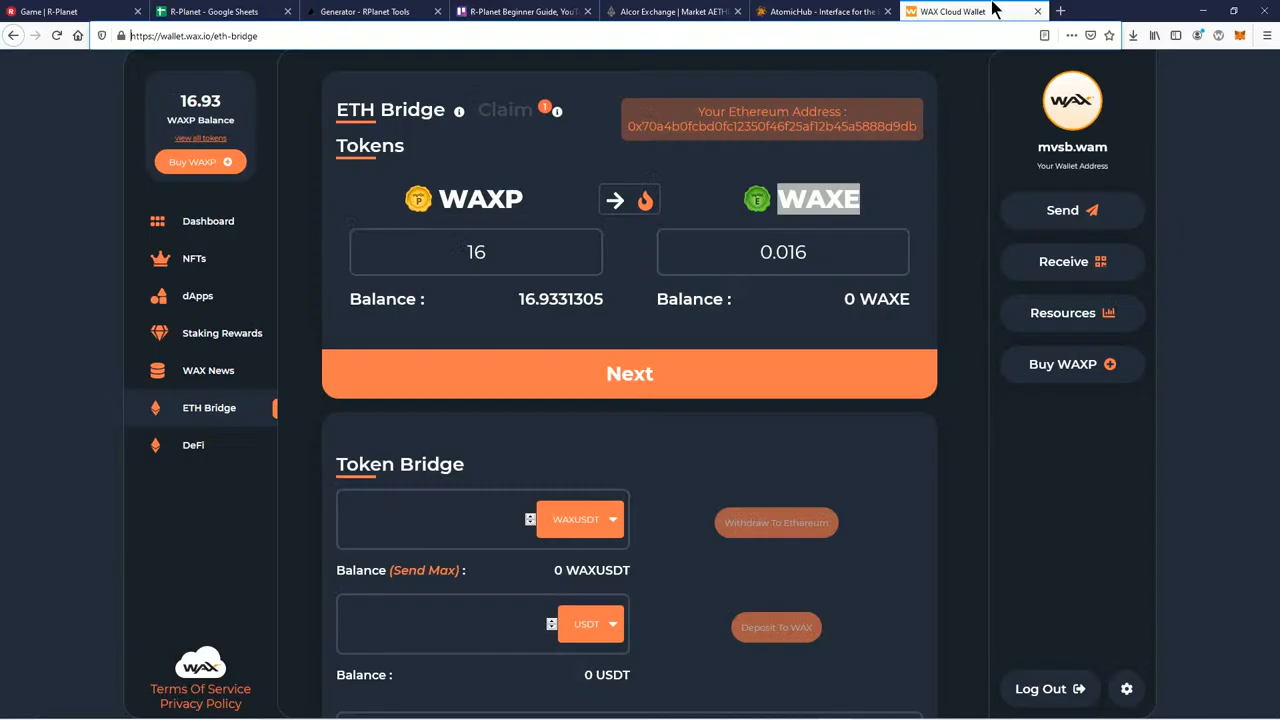 Game | R-Planet
R-Planet - Google Sheets
Generator - RPlanet Tools
R-Planet Beginner Guide, YouT
Alcor Exchange | Market AETH
AtomicHub - Interface for the
WAX Cloud Wallet
https://wallet.wax.io/eth-bridge
16.93
WAXP Balance
view all tokens
Buy WAXP
Dashboard
NFTs
dApps
Staking Rewards
WAX News
ETH Bridge
DeFi
WAX
Terms Of Service
Privacy Policy
ETH Bridge
Claim
1
Your Ethereum Address :
0x70a4b0fcbd0fc12350f46f25af12b45a5888d9db
Tokens
P WAXP
E WAXE
16
0.016
Balance : 16.9331305
Balance : 0 WAXE
Next
Token Bridge
WAXUSDT
Withdraw To Ethereum
Balance (Send Max) : 0 WAXUSDT
USDT
Deposit To WAX
Balance : 0 USDT
WAX
mvsb.wam
Your Wallet Address
Send
Receive
Resources
Buy WAXP
Log Out